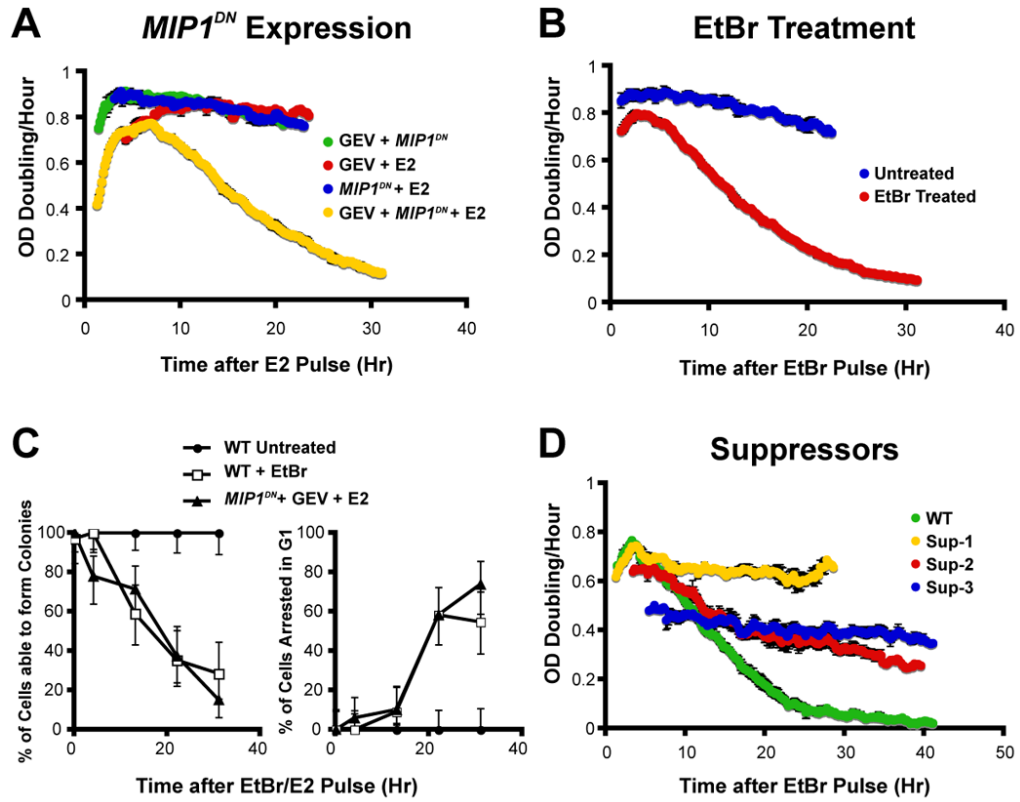 A
MIP1DN Expression
OD Doubling/Hour
1
0.8
0.6
0.4
0.2
0
0
10
20
30
40
GEV + MIP1DN
GEV + E2
MIP1DN + E2
GEV + MIP1DN + E2
Time after E2 Pulse (Hr)
B
EtBr Treatment
OD Doubling/Hour
1
0.8
0.6
0.4
0.2
0
0
10
20
30
40
Untreated
EtBr Treated
Time after EtBr Pulse (Hr)
C
WT Untreated
WT + EtBr
MIP1DN + GEV + E2
% of Cells able to form Colonies
100
80
60
40
20
0
0
20
40
% of Cells Arrested in G1
100
80
60
40
20
0
0
20
40
Time after EtBr/E2 Pulse (Hr)
D
Suppressors
OD Doubling/Hour
1
0.8
0.6
0.4
0.2
0
0
10
20
30
40
50
WT
Sup-1
Sup-2
Sup-3
Time after EtBr Pulse (Hr)